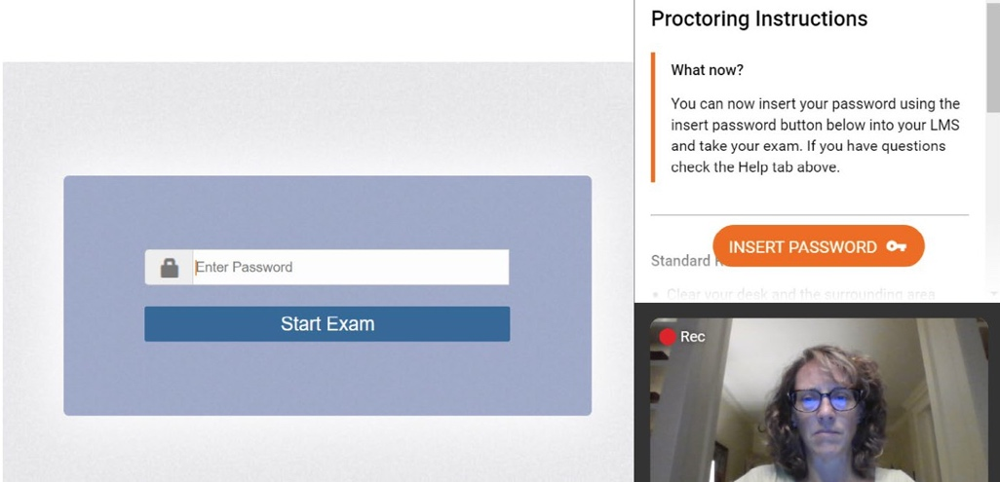 Proctoring Instructions
What now?
You can now insert your password using the
insert password button below into your LMS
and take your exam. If you have questions
check the Help tab above.
INSERT PASSWORD
Standard
Clear your desk and the surrounding area
Enter Password
Start Exam
Rec